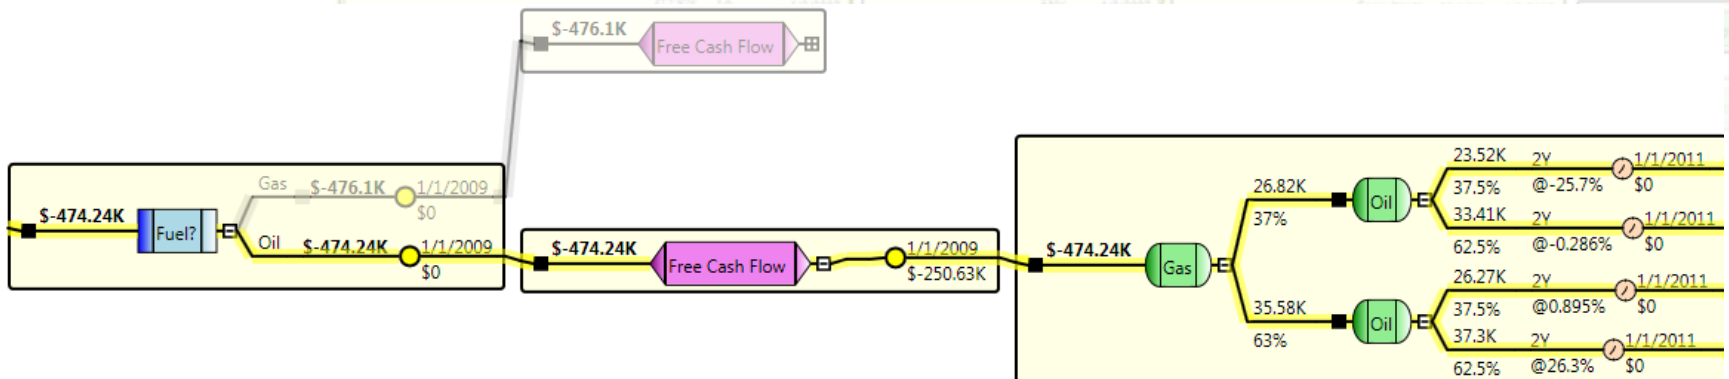 $-476.1K
Free Cash Flow
$-474.24K
Fuel?
Gas
$-476.1K
1/1/2009
$0
Oil
$-474.24K
1/1/2009
$0
$-474.24K
Free Cash Flow
1/1/2009
$-250.63K
$-474.24K
Gas
26.82K
37%
Oil
23.52K
2Y
1/1/2011
37.5%
@-25.7%
$0
33.41K
2Y
1/1/2011
62.5%
@-0.286%
$0
35.58K
63%
Oil
26.27K
2Y
1/1/2011
37.5%
@0.895%
$0
37.3K
2Y
1/1/2011
62.5%
@26.3%
$0